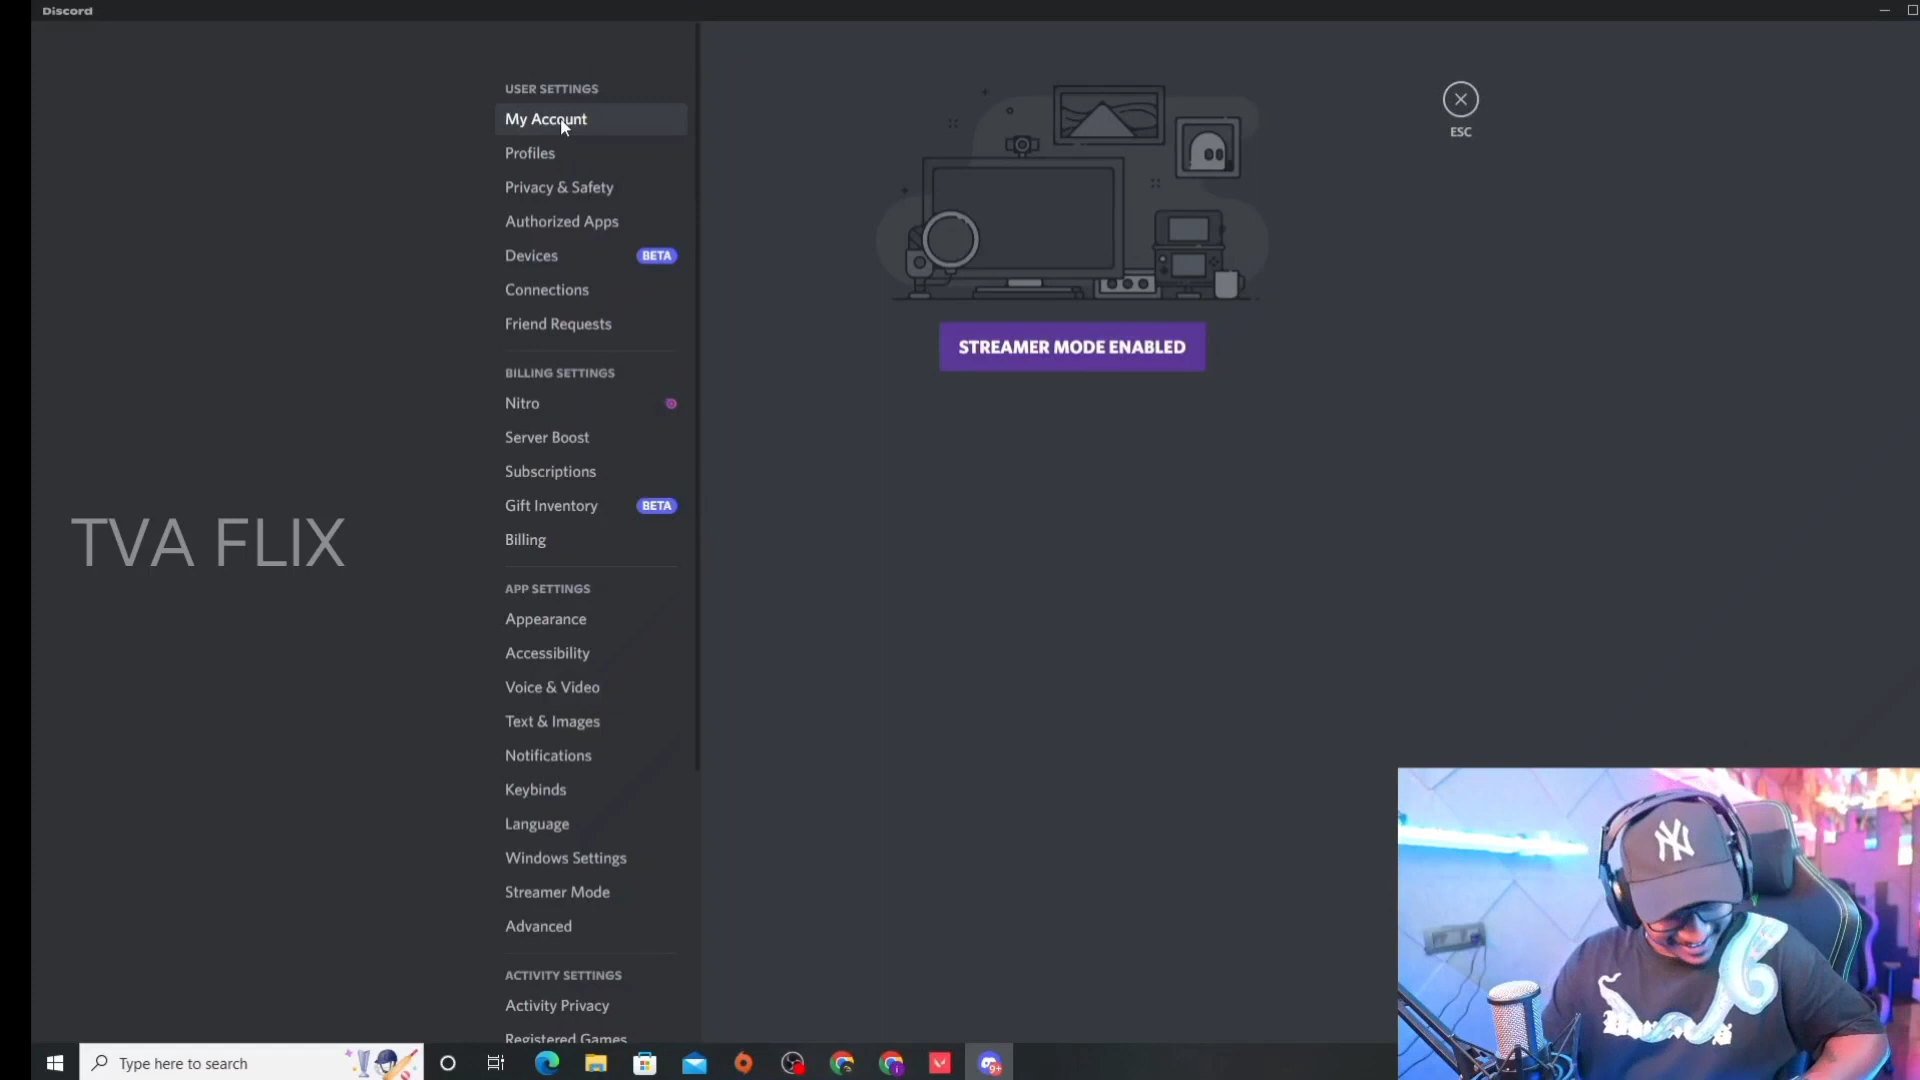 Discord
USER SETTINGS
My Account
Profiles
Privacy & Safety
Authorized Apps
Devices BETA
Connections
Friend Requests
BILLING SETTINGS
Nitro
Server Boost
Subscriptions
Gift Inventory BETA
Billing
APP SETTINGS
Appearance
Accessibility
Voice & Video
Text & Images
Notifications
Keybinds
Language
Windows Settings
Streamer Mode
Advanced
ACTIVITY SETTINGS
Activity Privacy
Registered Games
STREAMER MODE ENABLED
ESC
TVA FLIX
NY
Type here to search
9+